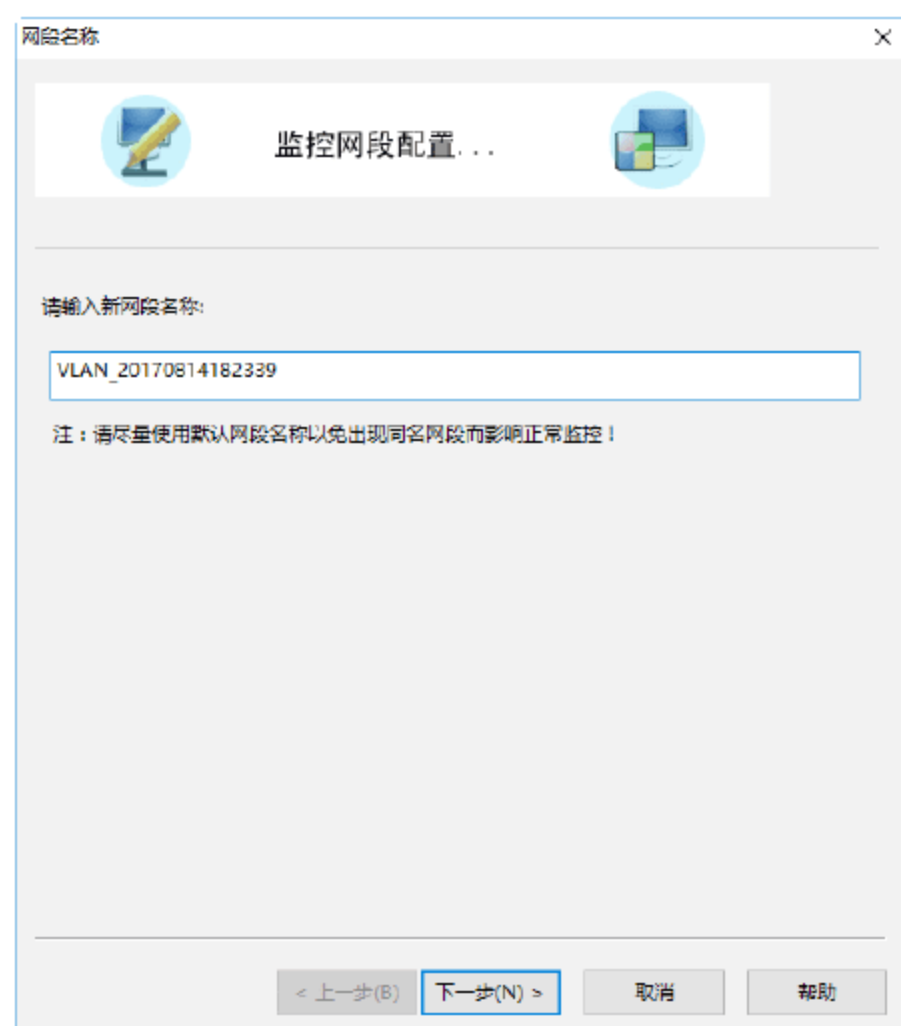 网段名称
监控网段配置...
请输入新网段名称:
VLAN_20170814182339
注：请尽量使用默认网段名称以免出现同名网段而影响正常监控！
< 上一步(B) 下一步(N) > 取消 帮助